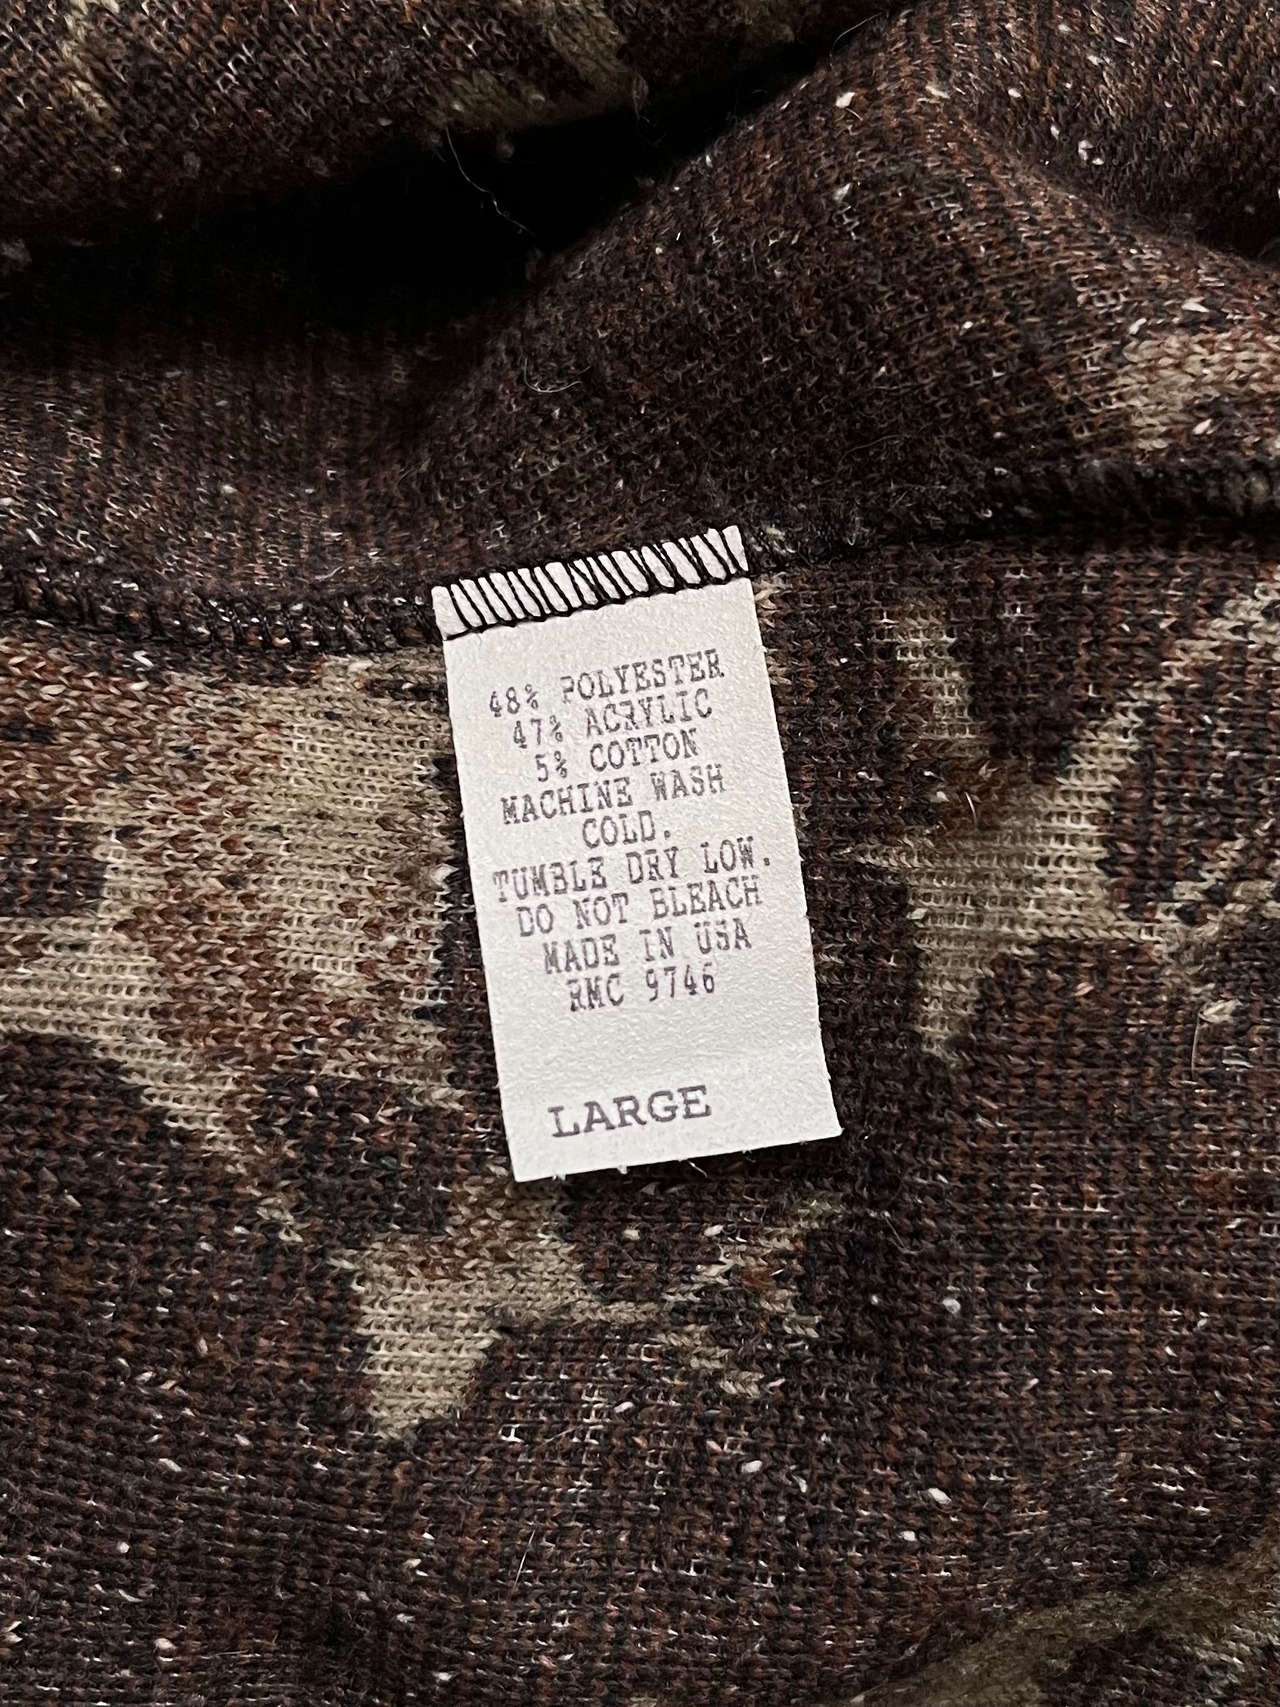 48% POLYESTER
47% ACRYLIC
5% COTTON
MACHINE WASH
COLD.
TUMBLE DRY LOW.
DO NOT BLEACH
MADE IN USA
RMC 9746
LARGE